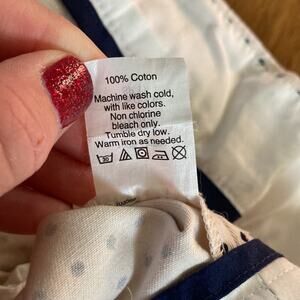 100% Coton
Machine wash cold,
with like colors.
Non chlorine
bleach only.
Tumble dry low.
Warm iron as needed.
30